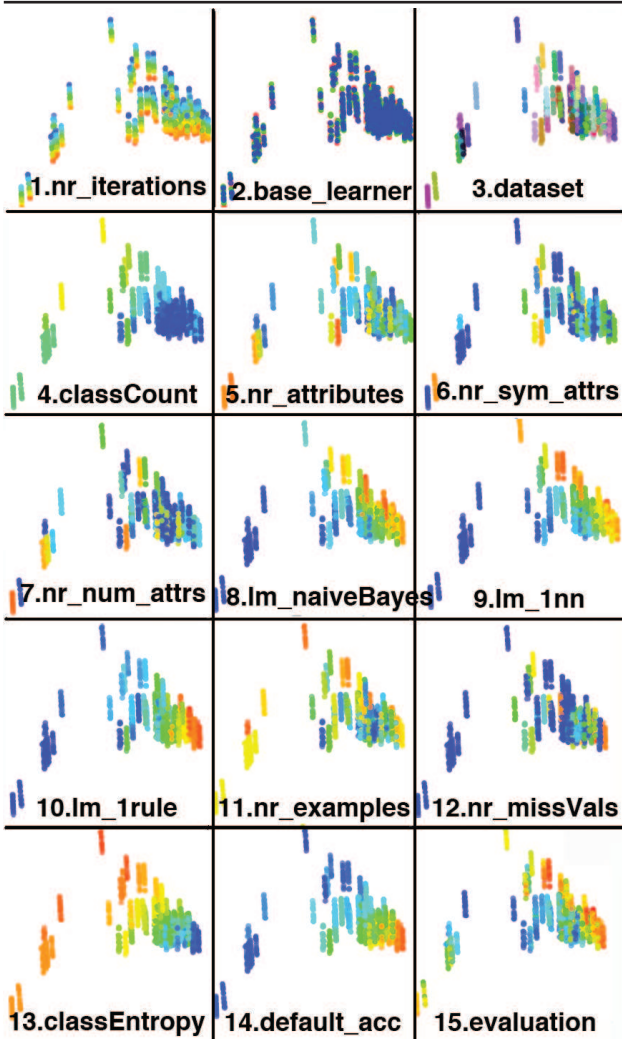 1.nr_iterations
2.base_learner
3.dataset
4.classCount
5.nr_attributes
6.nr_sym_attrs
7.nr_num_attrs
8.lm_naiveBayes
9.lm_1nn
10.lm_1rule
11.nr_examples
12.nr_missVals
13.classEntropy
14.default_acc
15.evaluation